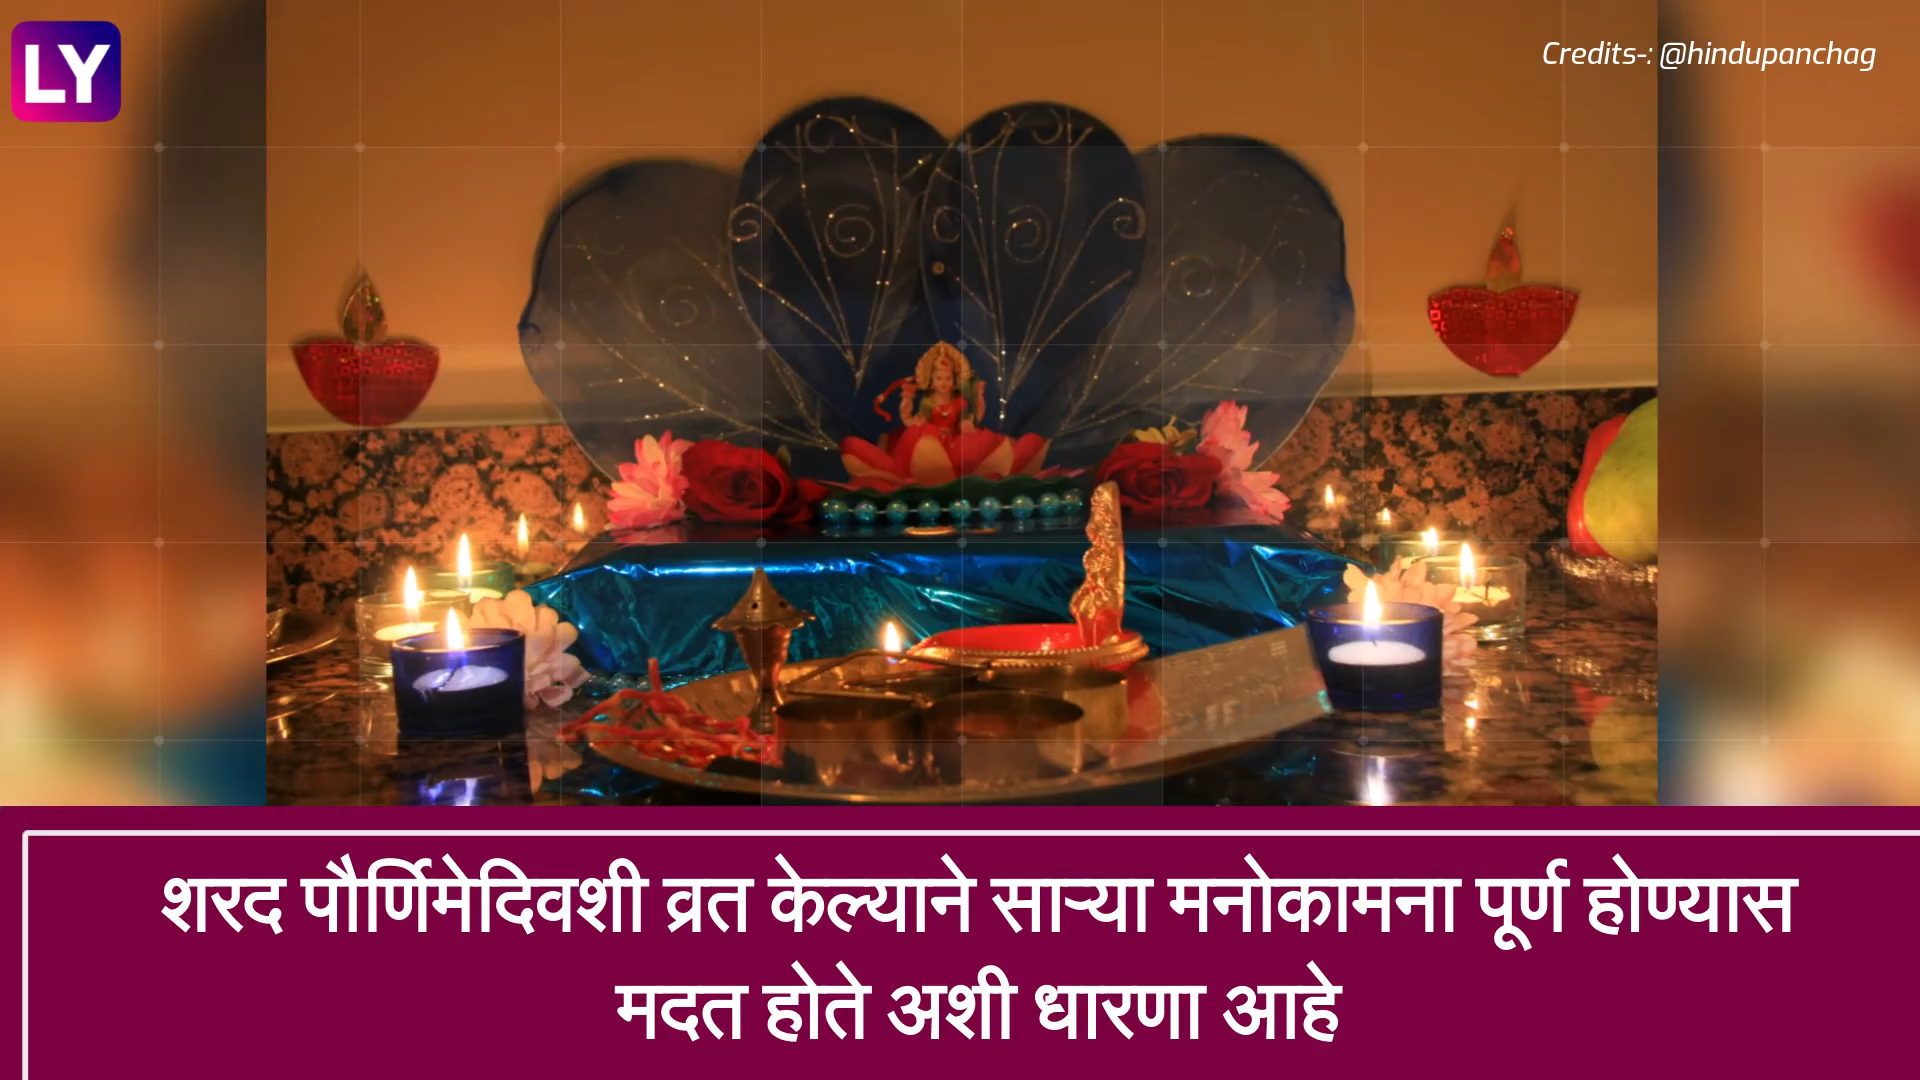 LY
Credits-: @hindupanchag
शरद पौर्णिमेदिवशी व्रत केल्याने साऱ्या मनोकामना पूर्ण होण्यास
मदत होते अशी धारणा आहे